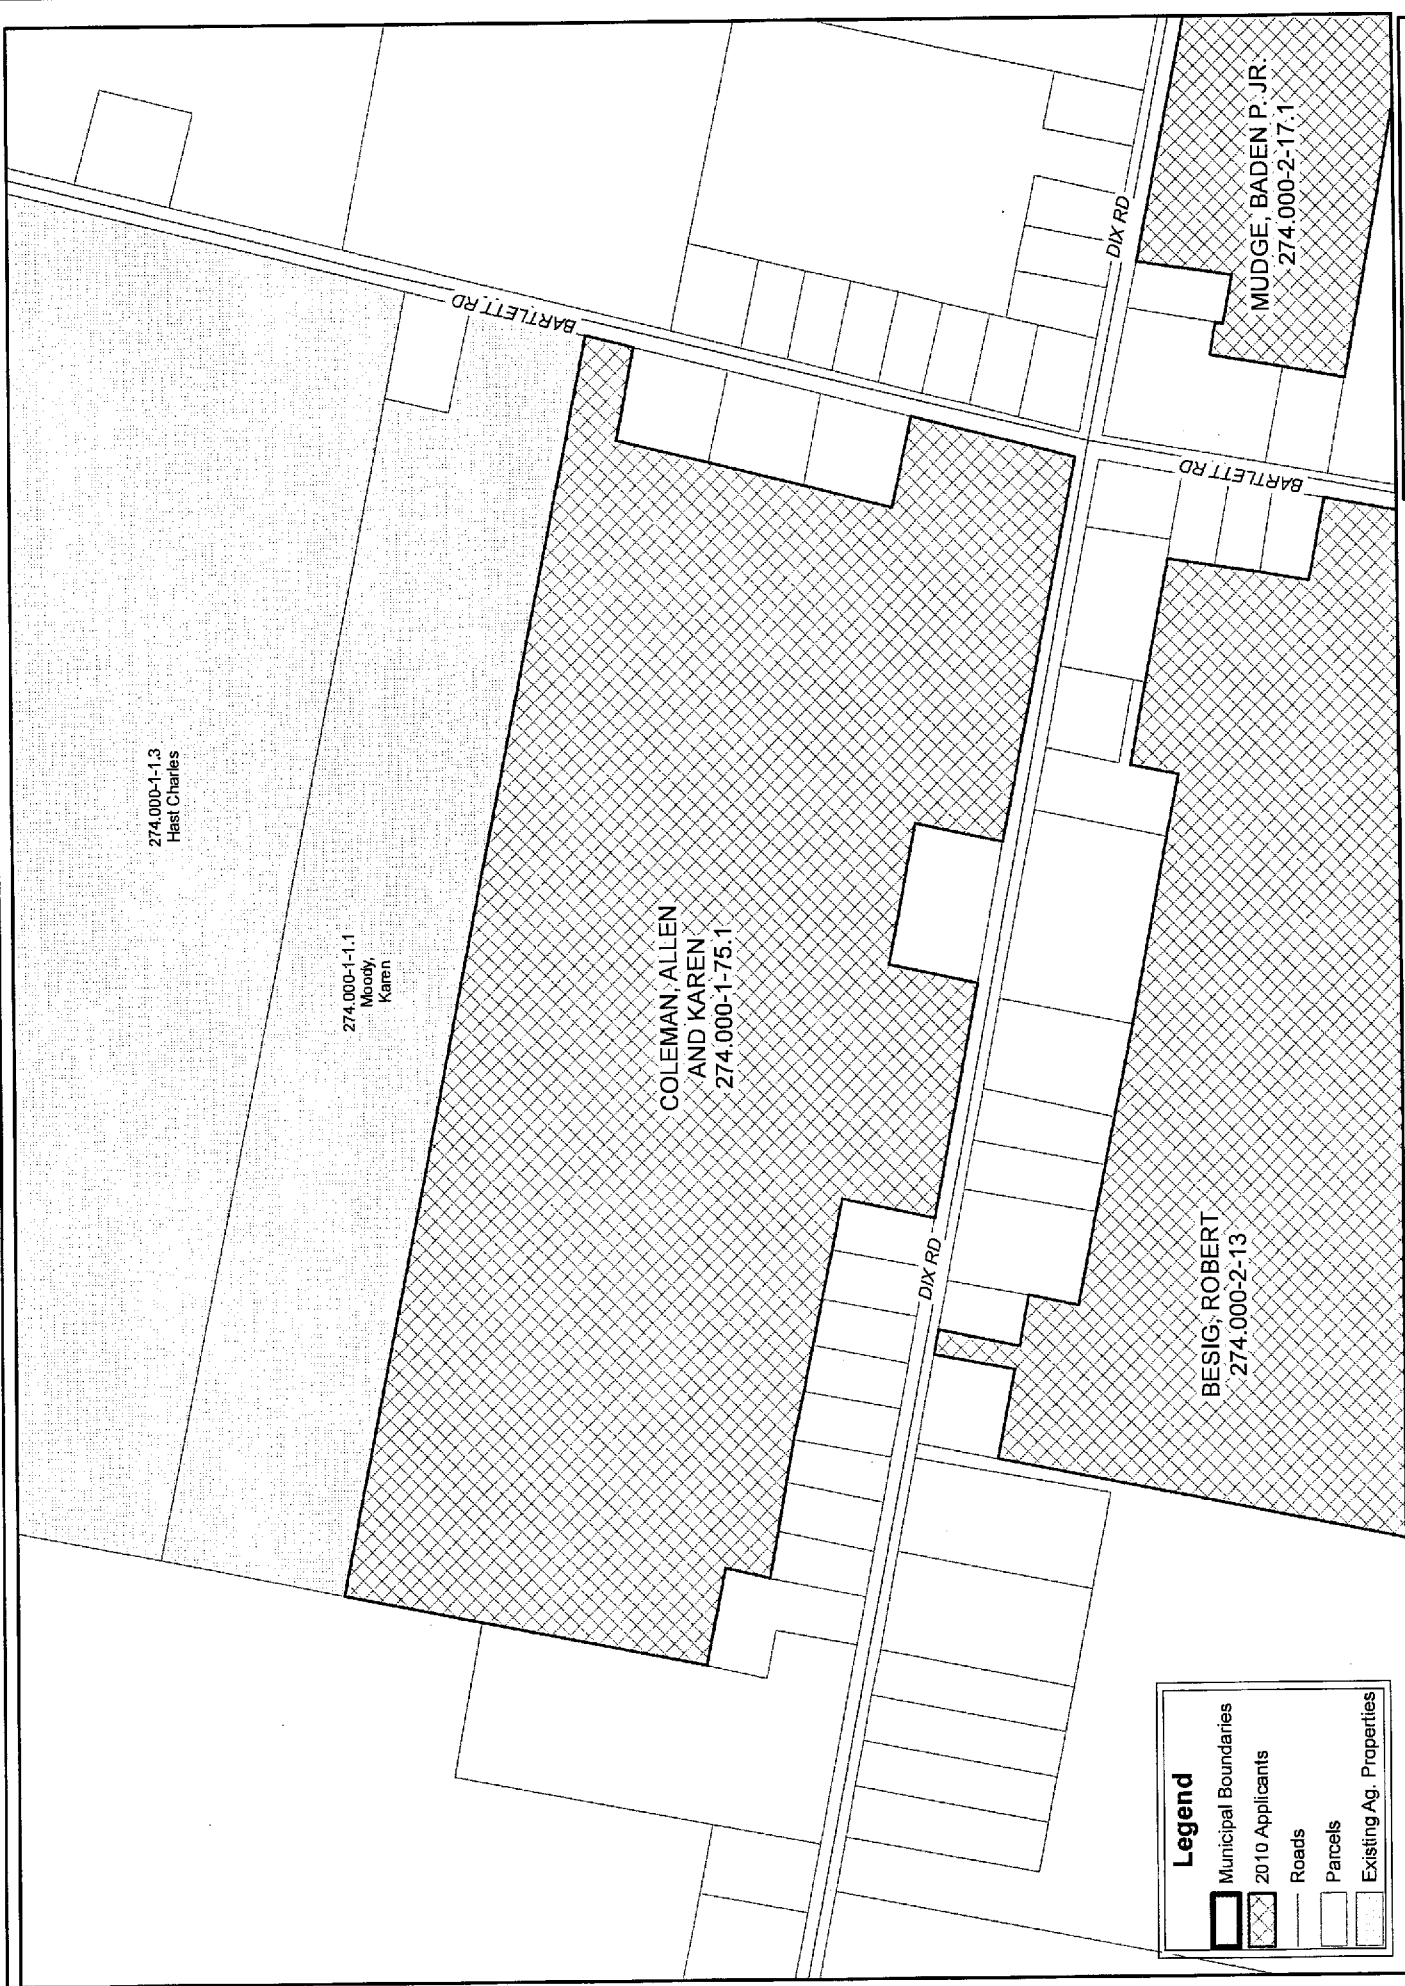 274.000-1-1.3
Hast Charles
274.000-1-1.1
Moody,
Karen
BARTLETT RD
COLEMAN, ALLEN
AND KAREN
274.000-1-75.1
DIX RD
MUDGE, BADEN P. JR.
274.000-2-17.1
BARTLETT RD
DIX RD
BESIG, ROBERT
274.000-2-13
Legend
Municipal Boundaries
2010 Applicants
Roads
Parcels
Existing Ag. Properties